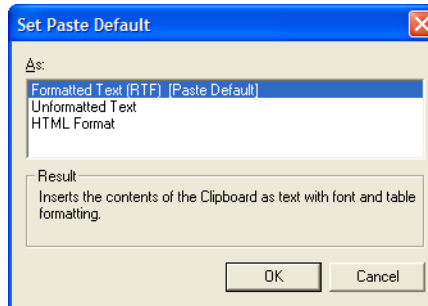 Set Paste Default
As:
Formatted Text (RTF) [Paste Default]
Unformatted Text
HTML Format
Result
Inserts the contents of the Clipboard as text with font and table
formatting.
OK Cancel